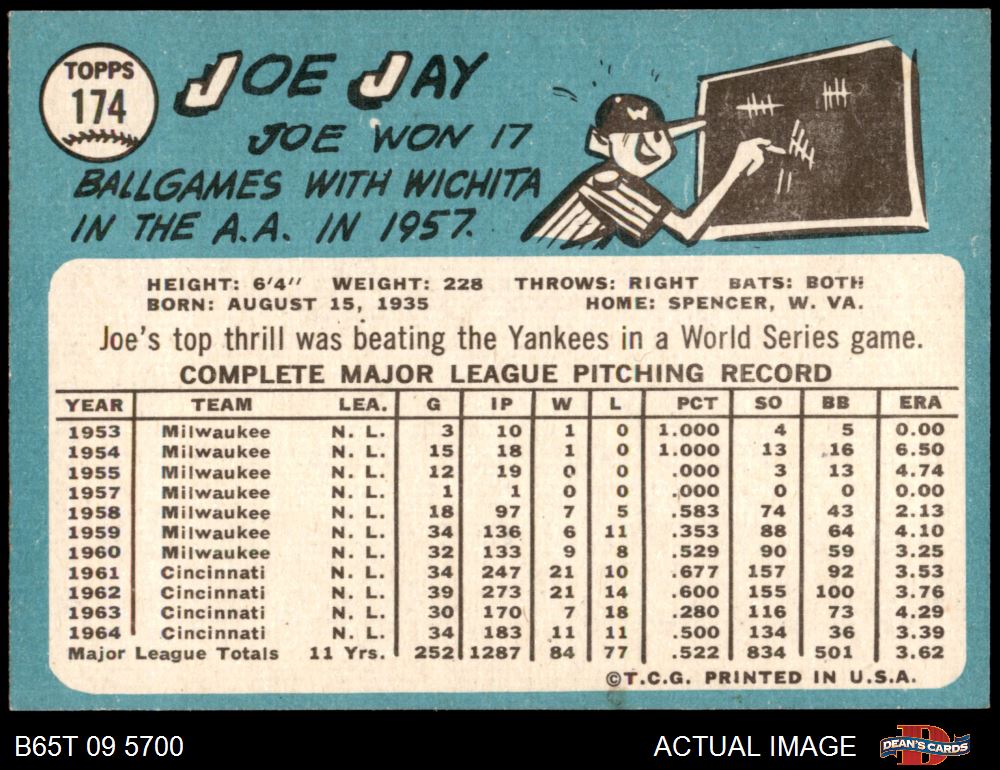 TOPPS
174
JOE JAY
JOE WON 17
BALLGAMES WITH WICHITA
IN THE A.A. IN 1957.
W
HEIGHT: 6'4" WEIGHT: 228 THROWS: RIGHT BATS: BOTH
BORN: AUGUST 15, 1935 HOME: SPENCER, W. VA.
Joe's top thrill was beating the Yankees in a World Series game.
COMPLETE MAJOR LEAGUE PITCHING RECORD
YEAR TEAM LEA. G IP W L PCT SO BB ERA
1953 Milwaukee N. L. 3 10 1 0 1.000 4 5 0.00
1954 Milwaukee N. L. 15 18 1 0 1.000 13 16 6.50
1955 Milwaukee N. L. 12 19 0 0 .000 3 13 4.74
1957 Milwaukee N. L. 1 1 0 0 .000 0 0 0.00
1958 Milwaukee N. L. 18 97 7 5 .583 74 43 2.13
1959 Milwaukee N. L. 34 136 6 11 .353 88 64 4.10
1960 Milwaukee N. L. 32 133 9 8 .529 90 59 3.25
1961 Cincinnati N. L. 34 247 21 10 .677 157 92 3.53
1962 Cincinnati N. L. 39 273 21 14 .600 155 100 3.76
1963 Cincinnati N. L. 30 170 7 18 .280 116 73 4.29
1964 Cincinnati N. L. 34 183 11 11 .500 134 36 3.39
Major League Totals 11 Yrs. 252 1287 84 77 .522 834 501 3.62
©T.C.G. PRINTED IN U.S.A.
B65T 09 5700 ACTUAL IMAGE DEAN'S CARDS